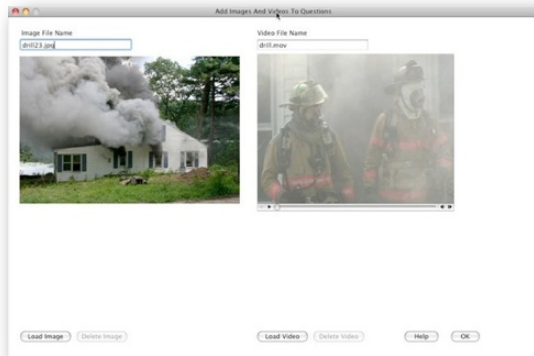 Add Images And Videos To Questions
Image File Name
Video File Name
drill23.jpg
drill.mov
Load Image
Delete Image
Load Video
Delete Video
Help
OK